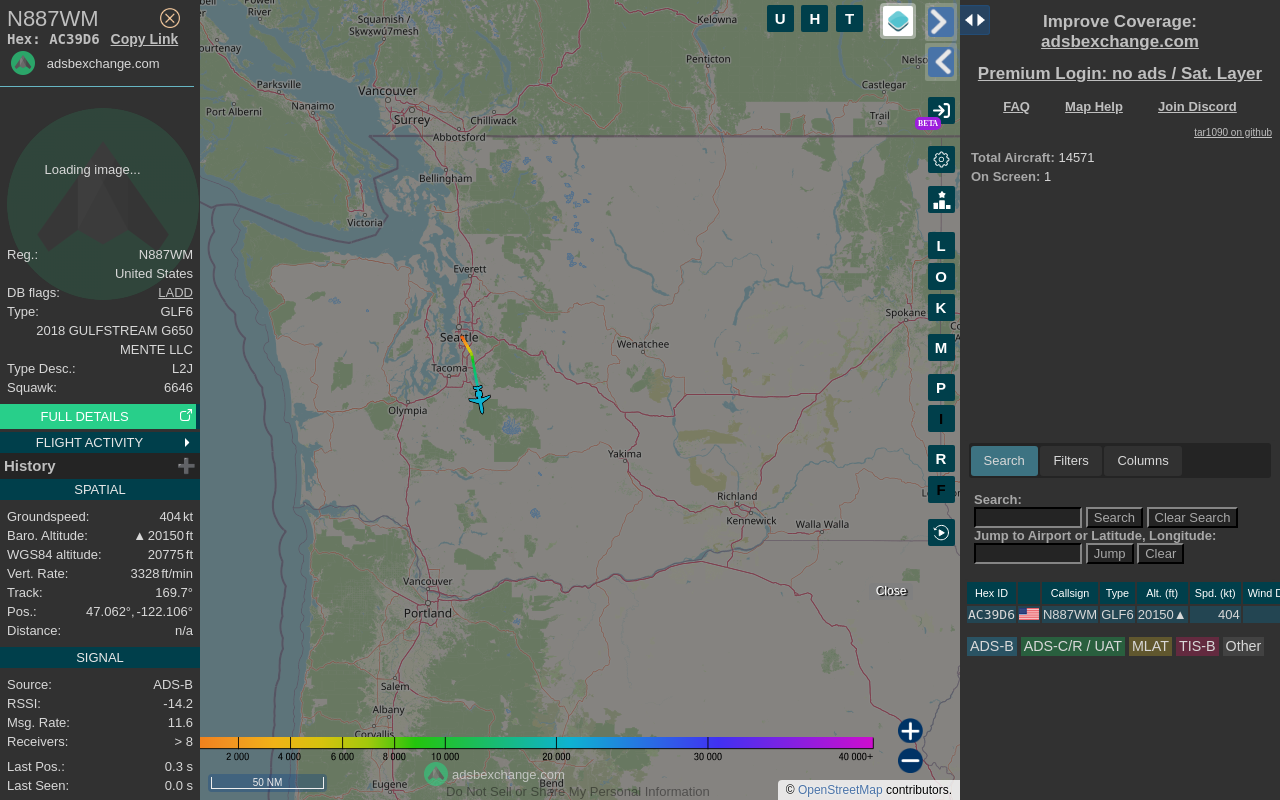 N887WM
Hex: AC39D6 Copy Link
adsbexchange.com
Loading image...
Reg.: N887WM
United States
DB flags: LADD
Type: GLF6
2018 GULFSTREAM G650
MENTE LLC
Type Desc.: L2J
Squawk: 6646
FULL DETAILS
FLIGHT ACTIVITY
History
SPATIAL
Groundspeed: 404 kt
Baro. Altitude: ▲ 20150 ft
WGS84 altitude: 20775 ft
Vert. Rate: 3328 ft/min
Track: 169.7°
Pos.: 47.062°, -122.106°
Distance: n/a
SIGNAL
Source: ADS-B
RSSI: -14.2
Msg. Rate: 11.6
Receivers: > 8
Last Pos.: 0.3 s
Last Seen: 0.0 s
Powell
River
Squamish /
Sḵwx̱wú7mesh
Kelowna
Courtenay
Penticton
Parksville
Vancouver
Castlegar
Port Alberni
Nanaimo
Surrey
Chilliwack
Trail
Abbotsford
Bellingham
Victoria
Everett
Spokane
Seattle
Wenatchee
Tacoma
Olympia
Yakima
Richland
Kennewick
Walla Walla
Vancouver
Portland
Salem
Albany
Corvallis
Eugene
Bend
U H T
BETA
L
O
K
M
P
I
R
F
Close
2 000 4 000 6 000 8 000 10 000 20 000 30 000 40 000+
50 NM
adsbexchange.com
Do Not Sell or Share My Personal Information
© OpenStreetMap contributors.
Improve Coverage:
adsbexchange.com
Premium Login: no ads / Sat. Layer
FAQ Map Help Join Discord
tar1090 on github
Total Aircraft: 14571
On Screen: 1
Search Filters Columns
Search:
Search Clear Search
Jump to Airport or Latitude, Longitude:
Jump Clear
Hex ID Callsign Type Alt. (ft) Spd. (kt) Wind D
AC39D6 N887WM GLF6 20150▲ 404
ADS-B ADS-C/R / UAT MLAT TIS-B Other